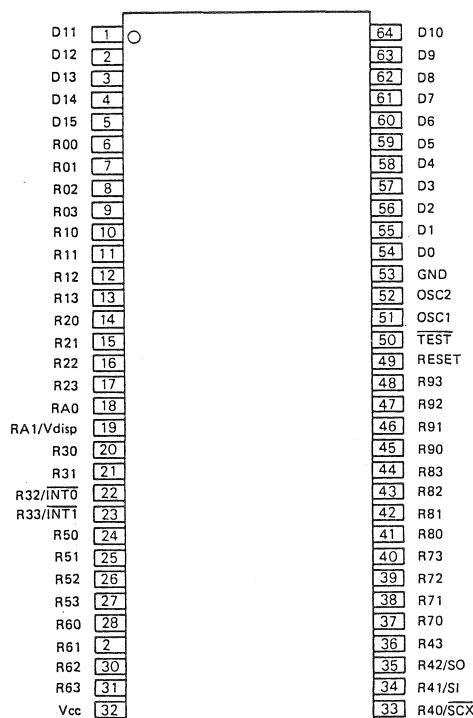 D11 1 64 D10
D12 2 63 D9
D13 3 62 D8
D14 4 61 D7
D15 5 60 D6
R00 6 59 D5
R01 7 58 D4
R02 8 57 D3
R03 9 56 D2
R10 10 55 D1
R11 11 54 D0
R12 12 53 GND
R13 13 52 OSC2
R20 14 51 OSC1
R21 15 50 TEST
R22 16 49 RESET
R23 17 48 R93
RA0 18 47 R92
RA1/Vdisp 19 46 R91
R30 20 45 R90
R31 21 44 R83
R32/INT0 22 43 R82
R33/INT1 23 42 R81
R50 24 41 R80
R51 25 40 R73
R52 26 39 R72
R53 27 38 R71
R60 28 37 R70
R61 2 36 R43
R62 30 35 R42/SO
R63 31 34 R41/SI
Vcc 32 33 R40/SCX